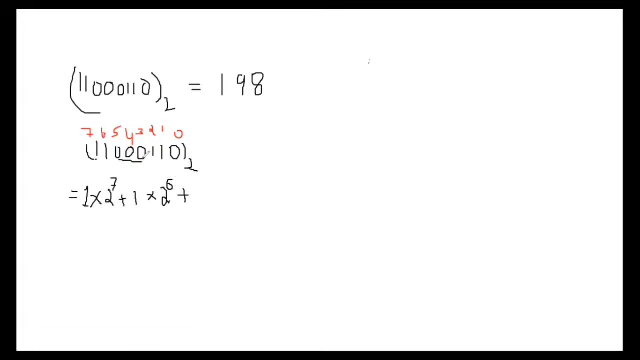 (11000110)₂ = 198
7 6 5 4 3 2 1 0
(11000110)₂
= 1 × 2⁷ + 1 × 2⁶ +